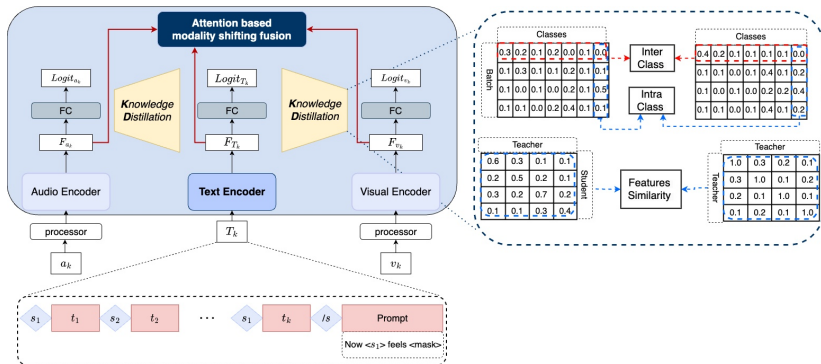 Attention based
modality shifting fusion
Logit_{a_k}
Logit_{T_k}
Logit_{v_k}
Knowledge
Distillation
Knowledge
Distillation
FC
FC
FC
F_{a_k}
F_{T_k}
F_{v_k}
Audio Encoder
Text Encoder
Visual Encoder
processor
T_k
processor
a_k
v_k
s_1
t_1
s_2
t_2
...
s_1
t_k
/s
Prompt
Now <s_1> feels <mask>
Classes
Classes
Batch
0.3 0.2 0.1 0.2 0.0 0.1 0.0
0.1 0.3 0.1 0.1 0.2 0.1 0.1
0.1 0.1 0.0 0.2 0.1 0.1 0.5
0.1 0.1 0.0 0.2 0.4 0.1 0.1
Inter
Class
Intra
Class
0.4 0.2 0.1 0.1 0.1 0.1 0.0
0.1 0.1 0.0 0.1 0.4 0.1 0.2
0.1 0.1 0.0 0.1 0.4 0.1 0.2
0.1 0.1 0.0 0.1 0.4 0.1 0.2
Teacher
0.6 0.3 0.1 0.1
0.2 0.5 0.2 0.1
0.3 0.2 0.7 0.2
0.1 0.1 0.3 0.4
Student
Features
Similarity
Teacher
Teacher
1.0 0.3 0.2 0.1
0.3 1.0 0.1 0.2
0.2 0.1 1.0 0.1
0.1 0.2 0.1 1.0